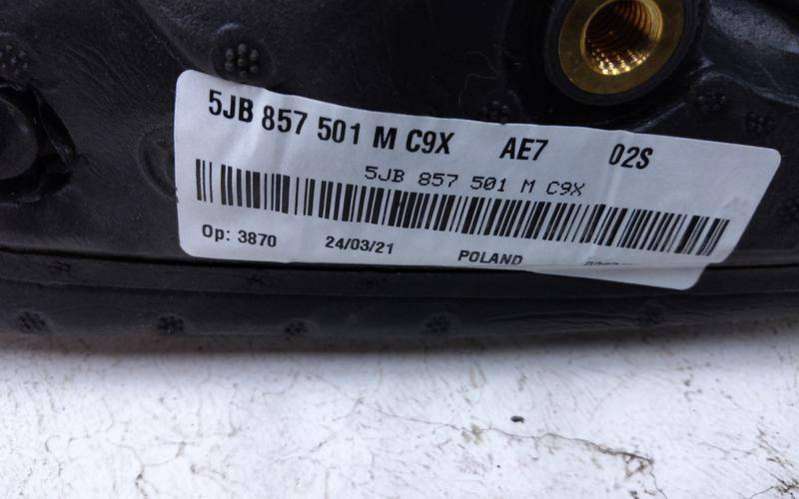 5JB 857 501 M C9X AE7 02S
5JB 857 501 M C9X
Op: 3870 24/03/21 POLAND